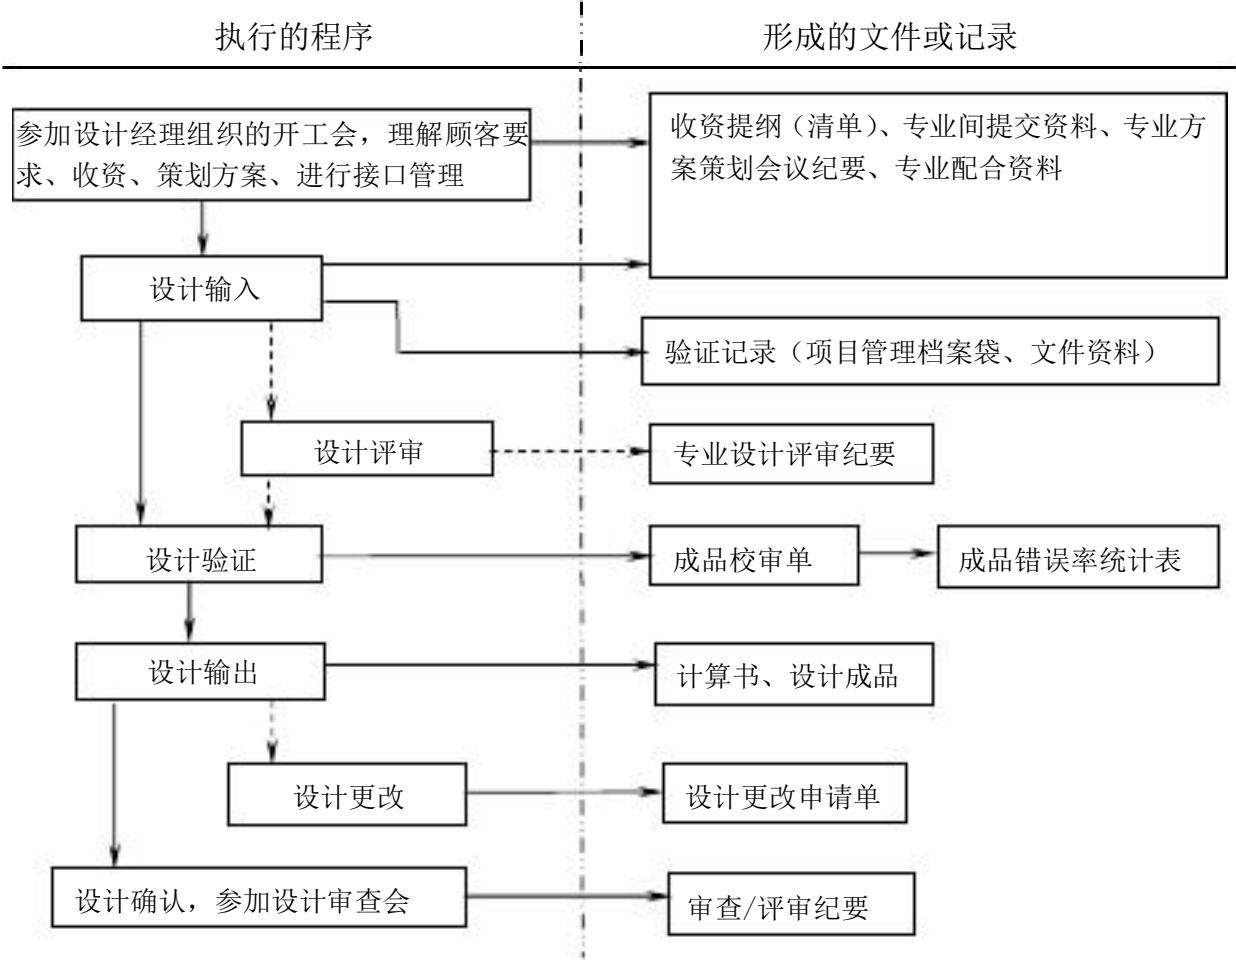 执行的程序
形成的文件或记录
参加设计经理组织的开工会，理解顾客要
求、收资、策划方案、进行接口管理
收资提纲（清单）、专业间提交资料、专业方
案策划会议纪要、专业配合资料
设计输入
验证记录（项目管理档案袋、文件资料）
设计评审
专业设计评审纪要
设计验证
成品校审单
成品错误率统计表
设计输出
计算书、设计成品
设计更改
设计更改申请单
设计确认，参加设计审查会
审查/评审纪要